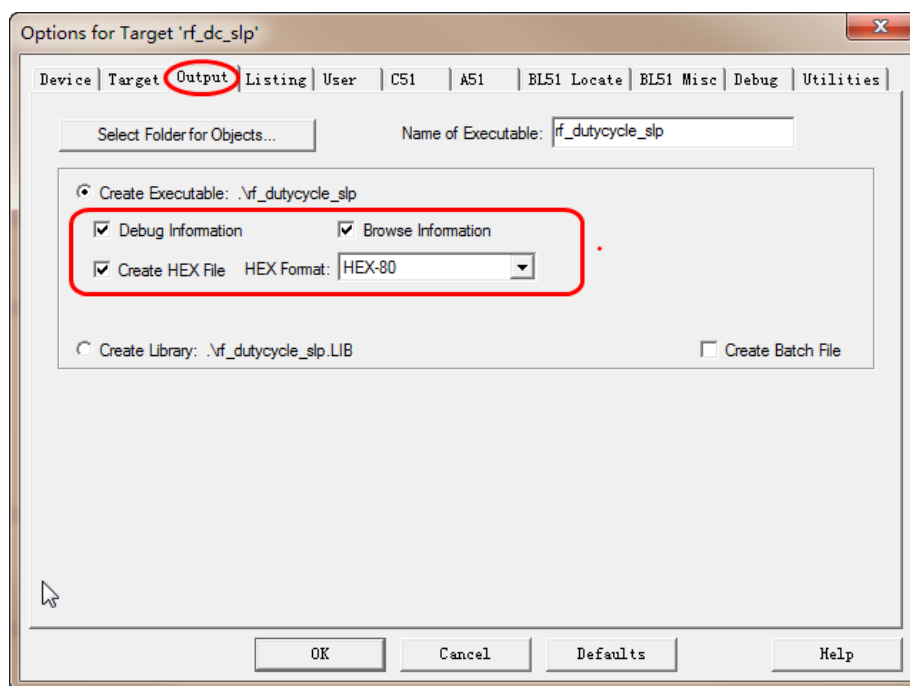 Options for Target 'rf_dc_slp'
Device Target Output Listing User C51 A51 BL51 Locate BL51 Misc Debug Utilities
Select Folder for Objects... Name of Executable: rf_dutycycle_slp
Create Executable: .\rf_dutycycle_slp
Debug Information Browse Information
Create HEX File HEX Format: HEX-80
Create Library: .\rf_dutycycle_slp.LIB Create Batch File
OK Cancel Defaults Help